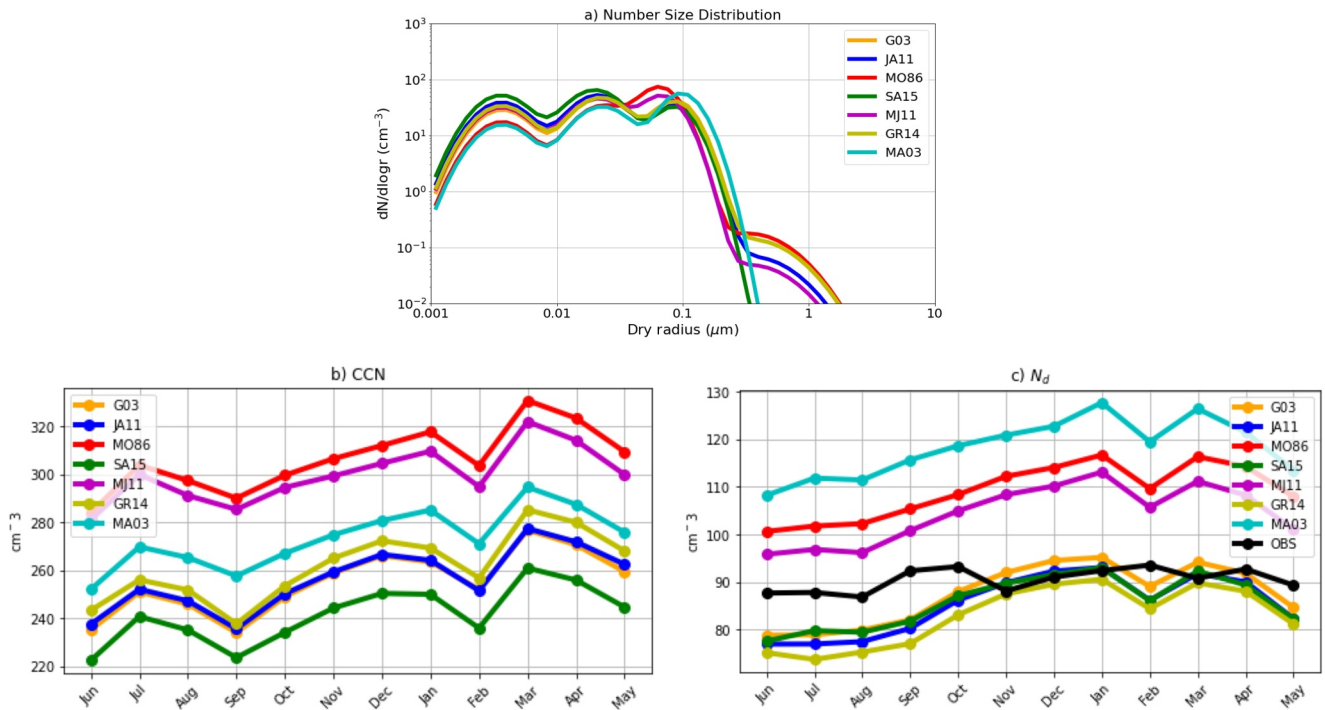 a) Number Size Distribution
dN/dlogr (cm⁻³)
10³
10²
10¹
10⁰
10⁻¹
10⁻²
G03
JA11
MO86
SA15
MJ11
GR14
MA03
0.001 0.01 0.1 1 10
Dry radius (μm)
b) CCN
cm⁻3
320
300
280
260
240
220
G03
JA11
MO86
SA15
MJ11
GR14
MA03
Jun Jul Aug Sep Oct Nov Dec Jan Feb Mar Apr May
c) N_d
cm⁻3
130
120
110
100
90
80
G03
JA11
MO86
SA15
MJ11
GR14
MA03
OBS
Jun Jul Aug Sep Oct Nov Dec Jan Feb Mar Apr May